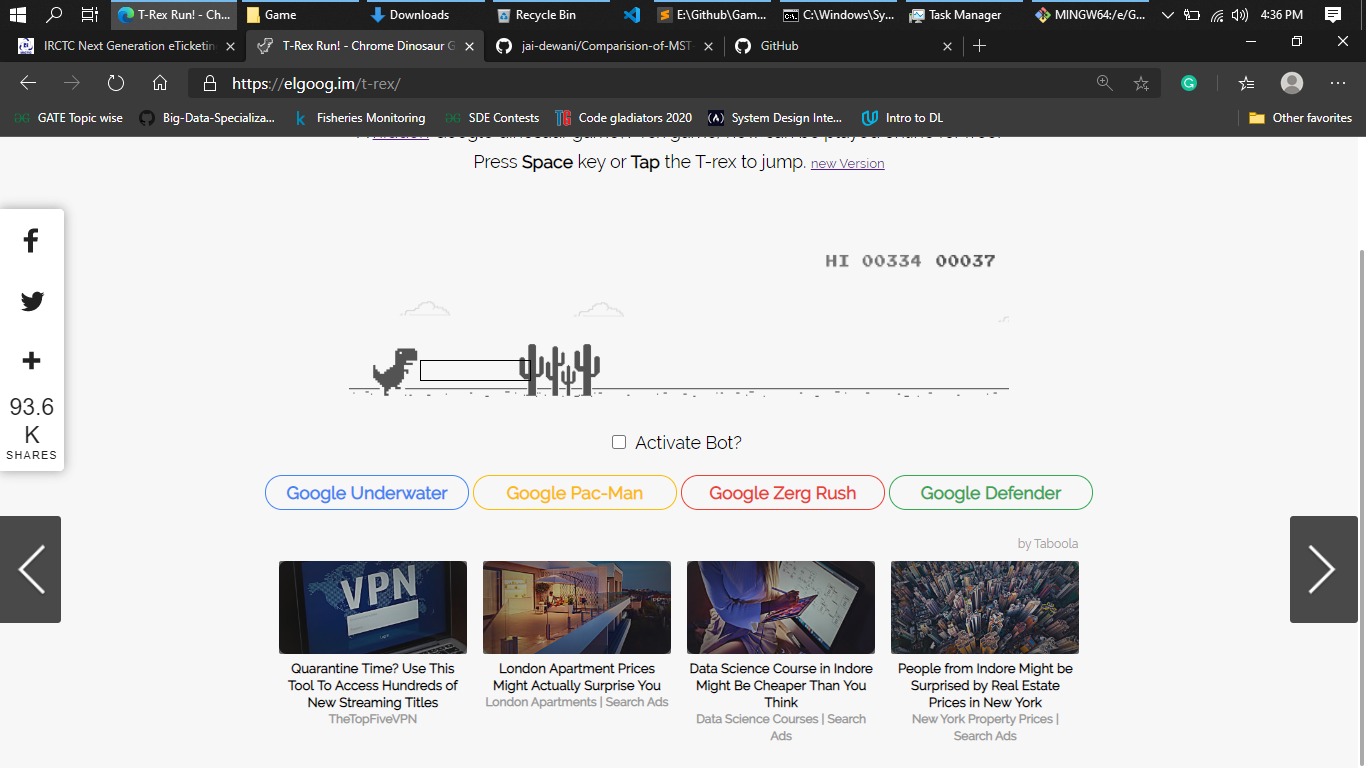 T-Rex Run! - Ch...
Game
Downloads
Recycle Bin
E:\Github\Gam...
C:\Windows\Sy...
Task Manager
MINGW64:/e/G...
4:36 PM
IRCTC Next Generation eTicketin
T-Rex Run! - Chrome Dinosaur G
jai-dewani/Comparision-of-MST
GitHub
https://elgoog.im/t-rex/
GATE Topic wise
Big-Data-Specializa...
Fisheries Monitoring
SDE Contests
Code gladiators 2020
System Design Inte...
Intro to DL
Other favorites
Press Space key or Tap the T-rex to jump. new Version
HI 00334 00037
93.6
K
SHARES
Activate Bot?
Google Underwater
Google Pac-Man
Google Zerg Rush
Google Defender
by Taboola
VPN
Quarantine Time? Use This
Tool To Access Hundreds of
New Streaming Titles
TheTopFiveVPN
London Apartment Prices
Might Actually Surprise You
London Apartments | Search Ads
Data Science Course in Indore
Might Be Cheaper Than You
Think
Data Science Courses | Search
Ads
People from Indore Might be
Surprised by Real Estate
Prices in New York
New York Property Prices |
Search Ads